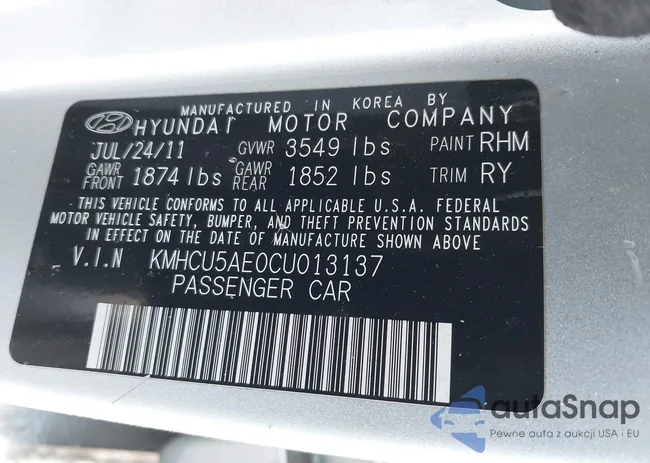 MANUFACTURED IN KOREA BY
HYUNDAI MOTOR COMPANY
JUL/24/11 GVWR 3549 lbs PAINT RHM
GAWR FRONT 1874 lbs GAWR REAR 1852 lbs TRIM RY
THIS VEHICLE CONFORMS TO ALL APPLICABLE U.S.A. FEDERAL
MOTOR VEHICLE SAFETY, BUMPER, AND THEFT PREVENTION STANDARDS
IN EFFECT ON THE DATE OF MANUFACTURE SHOWN ABOVE
V.I.N KMHCU5AE0CU013137
PASSENGER CAR
autaSnap
Pewne auta z aukcji USA i EU